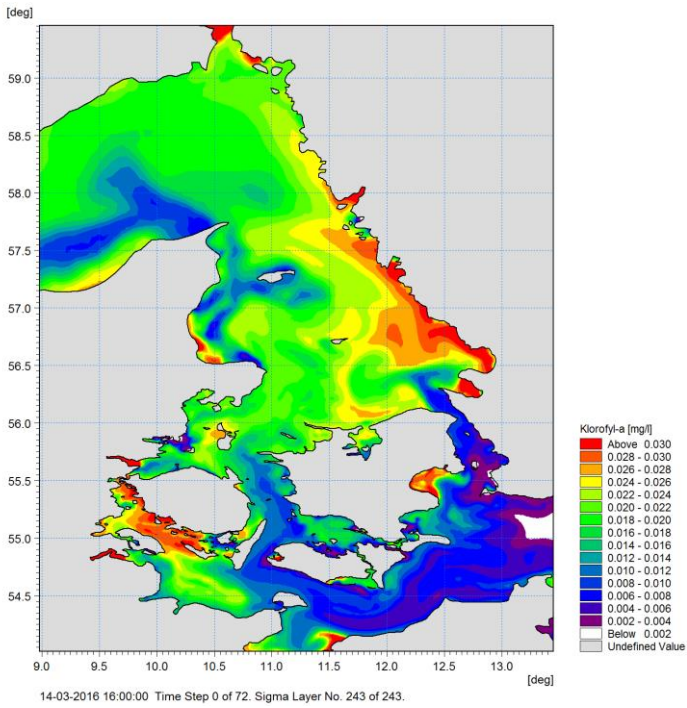 [deg]
59.0
58.5
58.0
57.5
57.0
56.5
56.0
55.5
55.0
54.5
9.0 9.5 10.0 10.5 11.0 11.5 12.0 12.5 13.0
[deg]
14-03-2016 16:00:00 Time Step 0 of 72. Sigma Layer No. 243 of 243.
Klorofyl-a [mg/l]
Above 0.030
0.028 - 0.030
0.026 - 0.028
0.024 - 0.026
0.022 - 0.024
0.020 - 0.022
0.018 - 0.020
0.016 - 0.018
0.014 - 0.016
0.012 - 0.014
0.010 - 0.012
0.008 - 0.010
0.006 - 0.008
0.004 - 0.006
0.002 - 0.004
Below 0.002
Undefined Value